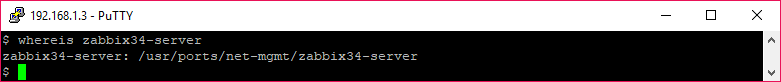 192.168.1.3 - PuTTY
$ whereis zabbix34-server
zabbix34-server: /usr/ports/net-mgmt/zabbix34-server
$